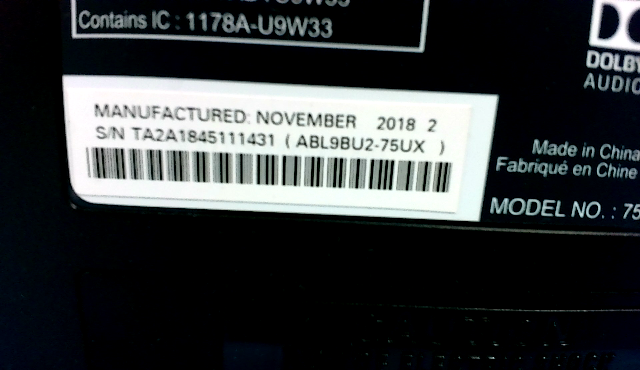 Contains IC : 1178A-U9W33
DOLBY
AUDIO
MANUFACTURED: NOVEMBER 2018 2
S/N TA2A1845111431 ( ABL9BU2-75UX )
Made in China
Fabriqué en Chine
MODEL NO. : 75